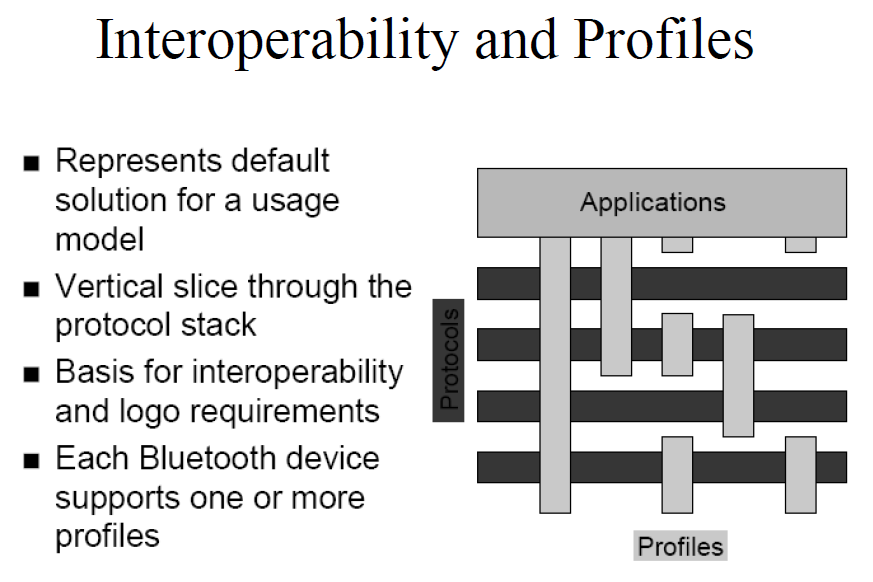 Interoperability and Profiles
Represents default
solution for a usage
model
Vertical slice through the
protocol stack
Basis for interoperability
and logo requirements
Each Bluetooth device
supports one or more
profiles
Applications
Protocols
Profiles